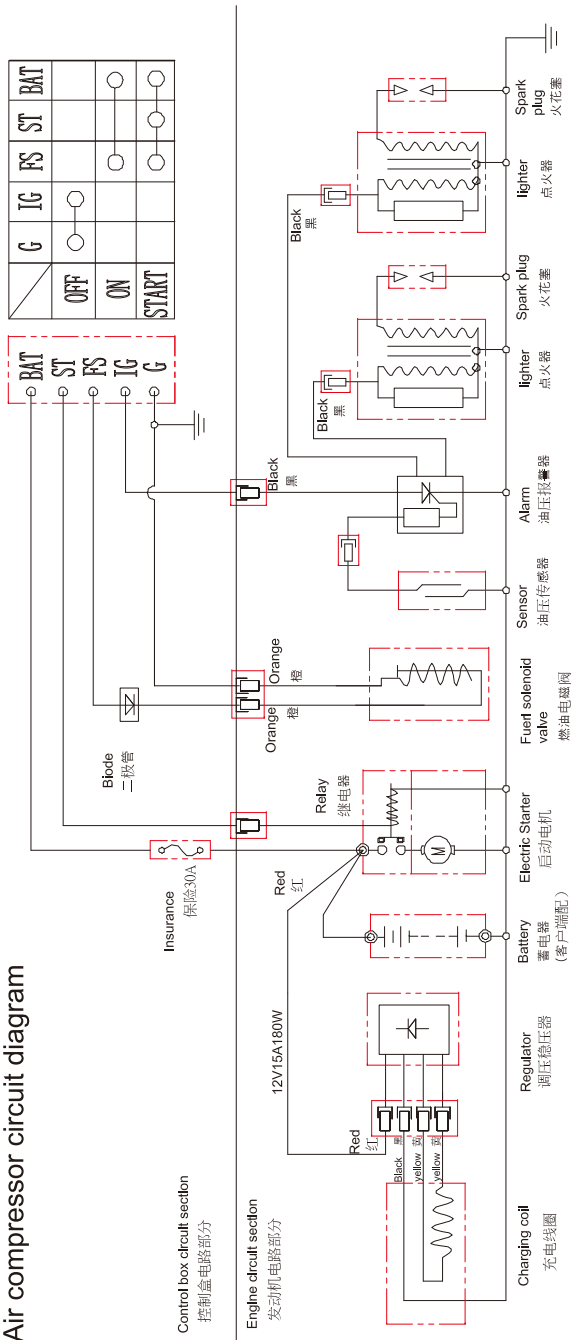 Air compressor circuit diagram
Control box circuit section
控制盒电路部分
Engine circuit section
发动机电路部分
G IG FS ST BAT
OFF
ON
START
BAT
ST
FS
IG
G
Insurance
保险30A
Biode
二极管
Black
黑
Orange
橙
Orange
橙
Red
红
12V15A180W
Relay
继电器
Black
黑
Black
黑
Red
红
Black 黑
yellow 黄
yellow 黄
Charging coil
充电线圈
Regulator
调压稳压器
Battery
蓄电器
(客户端配)
Electric Starter
启动电机
Fuerl solenoid
valve
燃油电磁阀
Sensor
油压传感器
Alarm
油压报警器
lighter
点火器
Spark plug
火花塞
lighter
点火器
Spark
plug
火花塞
M